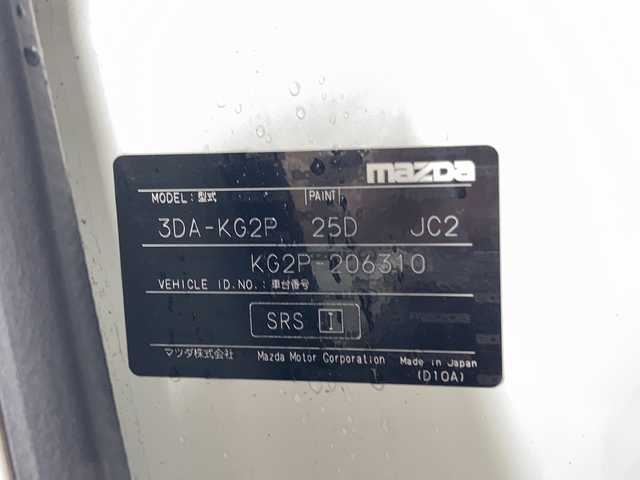 mazda
MODEL: 型式 PAINT
3DA-KG2P 25D JC2
KG2P-206310
VEHICLE ID.NO.: 車台番号
SRS I
マツダ株式会社 Mazda Motor Corporation Made in Japan
(D10A)